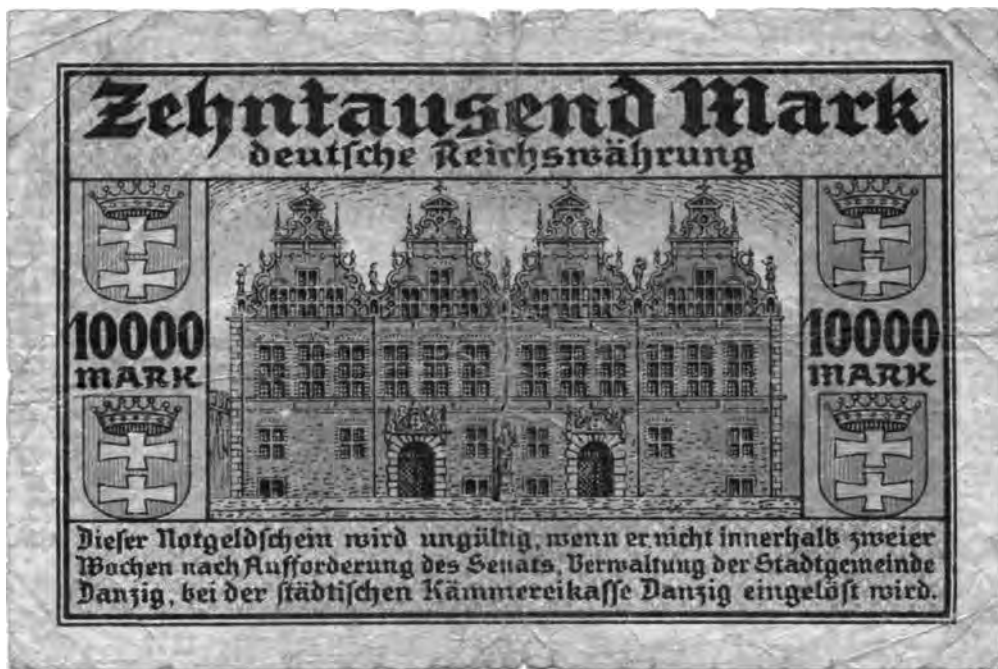 Zehntausend Mark
deutsche Reichswährung
10000
MARK
10000
MARK
Dieser Notgeldschein wird ungültig, wenn er nicht innerhalb zweier
Wochen nach Aufforderung des Senats, Verwaltung der Stadtgemeinde
Danzig, bei der städtischen Kämmereikasse Danzig eingelöst wird.